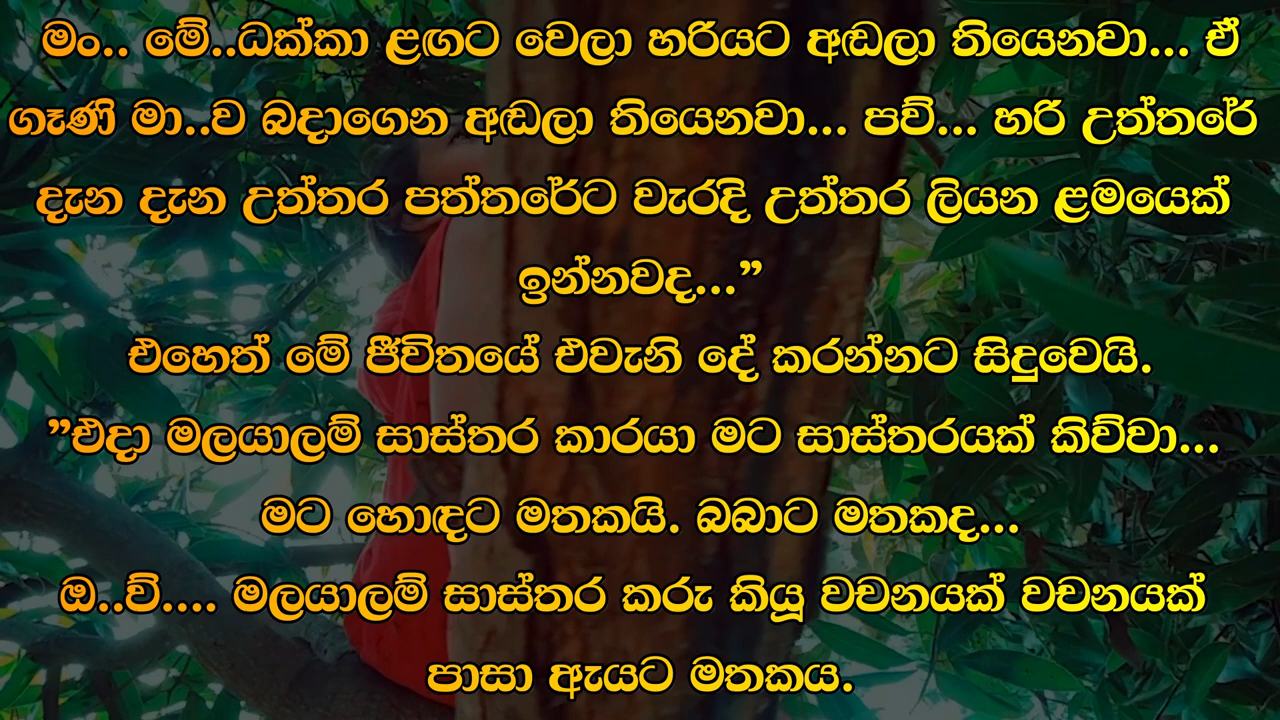 මං.. මේ..ධක්කා ළඟට වෙලා හරියට අඬලා තියෙනවා... ඒ
ගෑණි මා..ව බදාගෙන අඬලා තියෙනවා... පව්... හරි උත්තරේ
දැන දැන උත්තර පත්තරේට වැරදි උත්තර ලියන ළමයෙක්
ඉන්නවද...”
එහෙත් මේ ජීවිතයේ එවැනි දේ කරන්නට සිදුවෙයි.
”එදා මලයාලම් සාස්තර කාරයා මට සාස්තරයක් කිව්වා...
මට හොඳට මතකයි. බබාට මතකද...
ඔ..ව්.... මලයාලම් සාස්තර කරු කියූ වචනයක් වචනයක්
පාසා ඇයට මතකය.